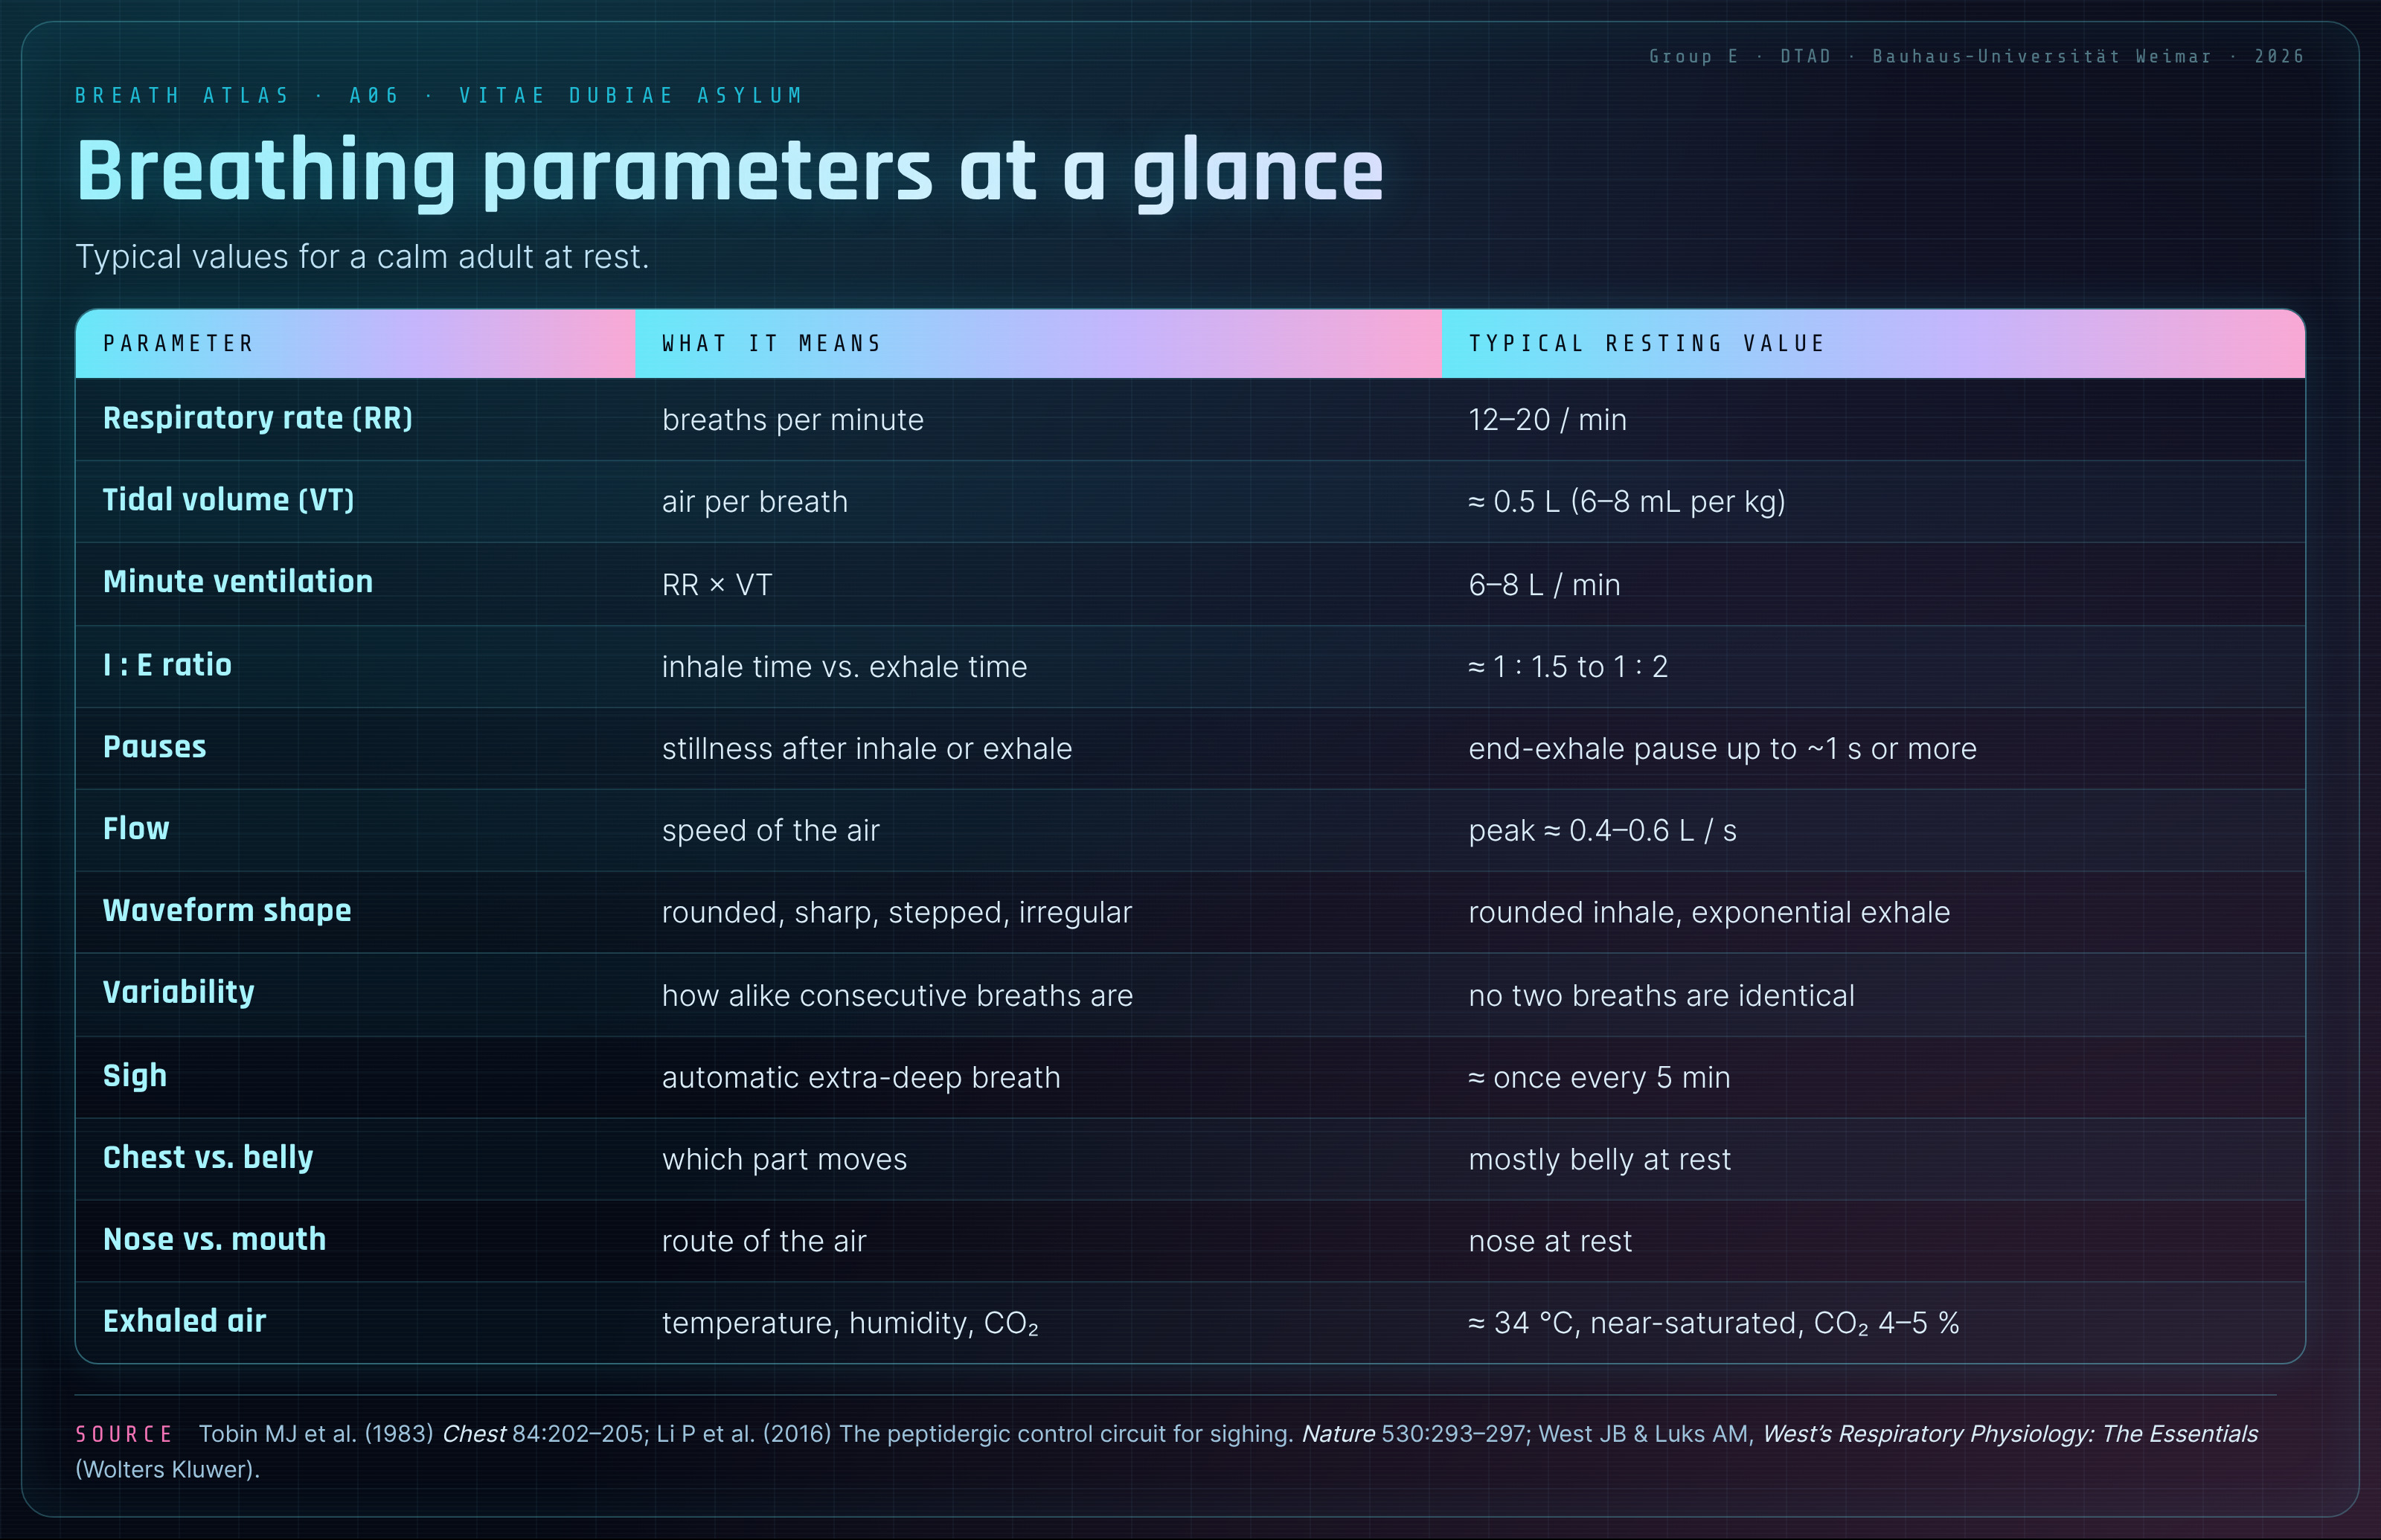 Group E · DTAD · Bauhaus-Universität Weimar · 2026
BREATH ATLAS · A06 · VITAE DUBIAE ASYLUM
Breathing parameters at a glance
Typical values for a calm adult at rest.
PARAMETER WHAT IT MEANS TYPICAL RESTING VALUE
Respiratory rate (RR) breaths per minute 12–20 / min
Tidal volume (VT) air per breath ≈ 0.5 L (6–8 mL per kg)
Minute ventilation RR × VT 6–8 L / min
I : E ratio inhale time vs. exhale time ≈ 1 : 1.5 to 1 : 2
Pauses stillness after inhale or exhale end-exhale pause up to ~1 s or more
Flow speed of the air peak ≈ 0.4–0.6 L / s
Waveform shape rounded, sharp, stepped, irregular rounded inhale, exponential exhale
Variability how alike consecutive breaths are no two breaths are identical
Sigh automatic extra-deep breath ≈ once every 5 min
Chest vs. belly which part moves mostly belly at rest
Nose vs. mouth route of the air nose at rest
Exhaled air temperature, humidity, CO₂ ≈ 34 °C, near-saturated, CO₂ 4–5 %
SOURCE Tobin MJ et al. (1983) Chest 84:202–205; Li P et al. (2016) The peptidergic control circuit for sighing. Nature 530:293–297; West JB & Luks AM, West’s Respiratory Physiology: The Essentials
(Wolters Kluwer).